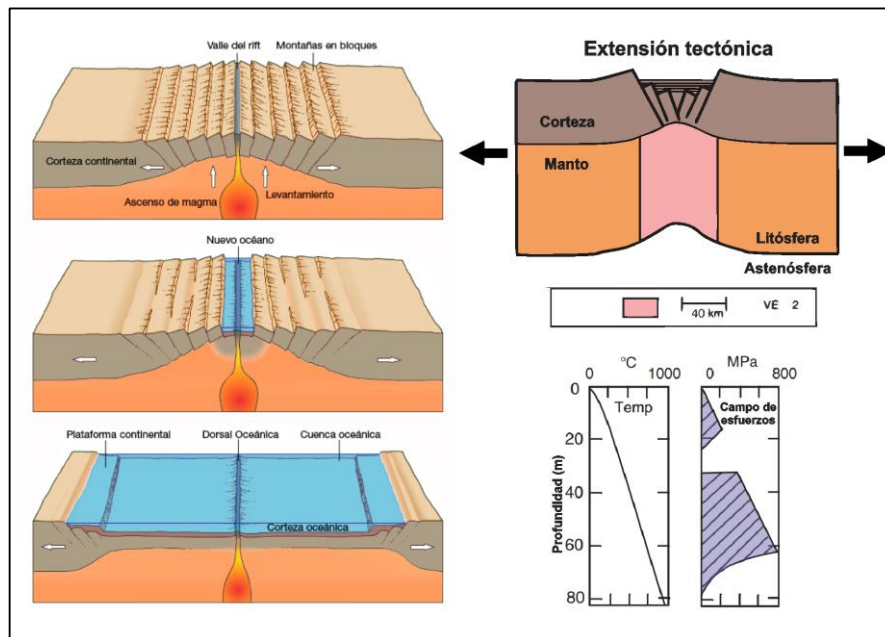 Valle del rift
Montañas en bloques
Corteza continental
Ascenso de magma
Levantamiento
Nuevo océano
Plataforma continental
Dorsal Oceánica
Cuenca oceánica
Corteza oceánica
Extensión tectónica
Corteza
Manto
Litósfera
Astenósfera
40 km
VE 2
°C
0 1000
Temp
MPa
0 800
Campo de
esfuerzos
Profundidad (m)
0
20
40
60
80